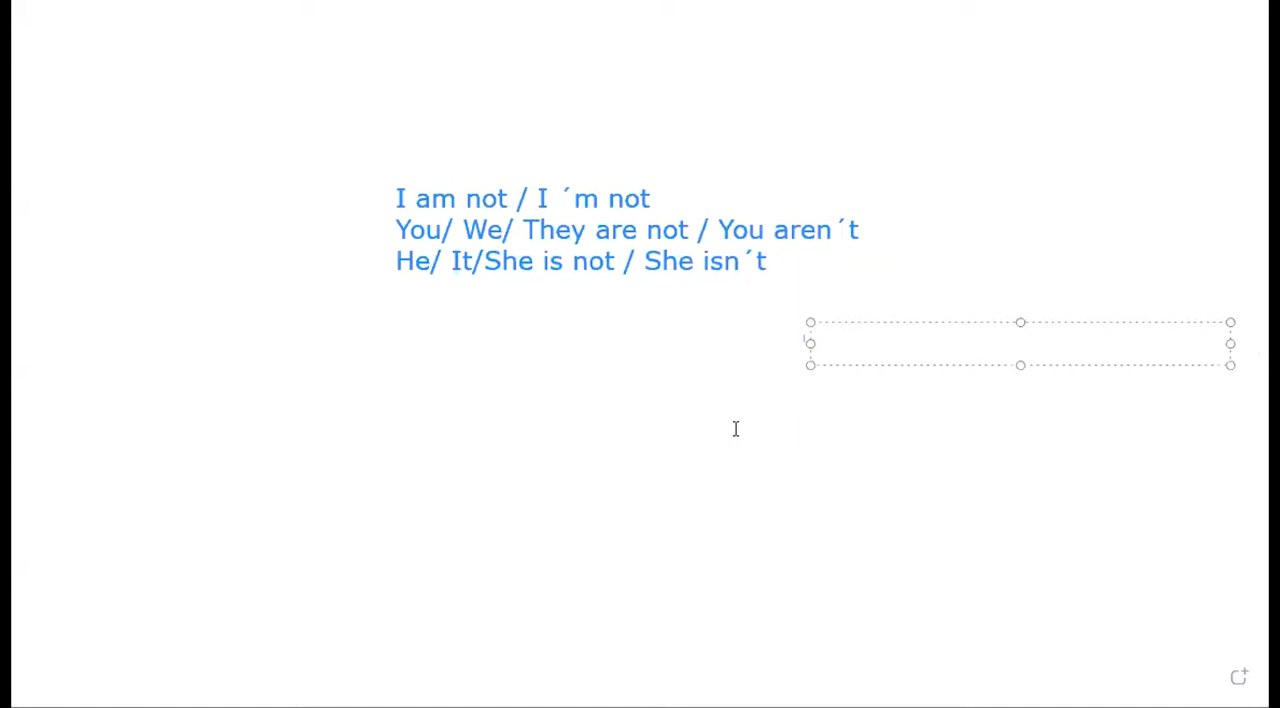 I am not / I ´m not
You/ We/ They are not / You aren´t
He/ It/She is not / She isn´t